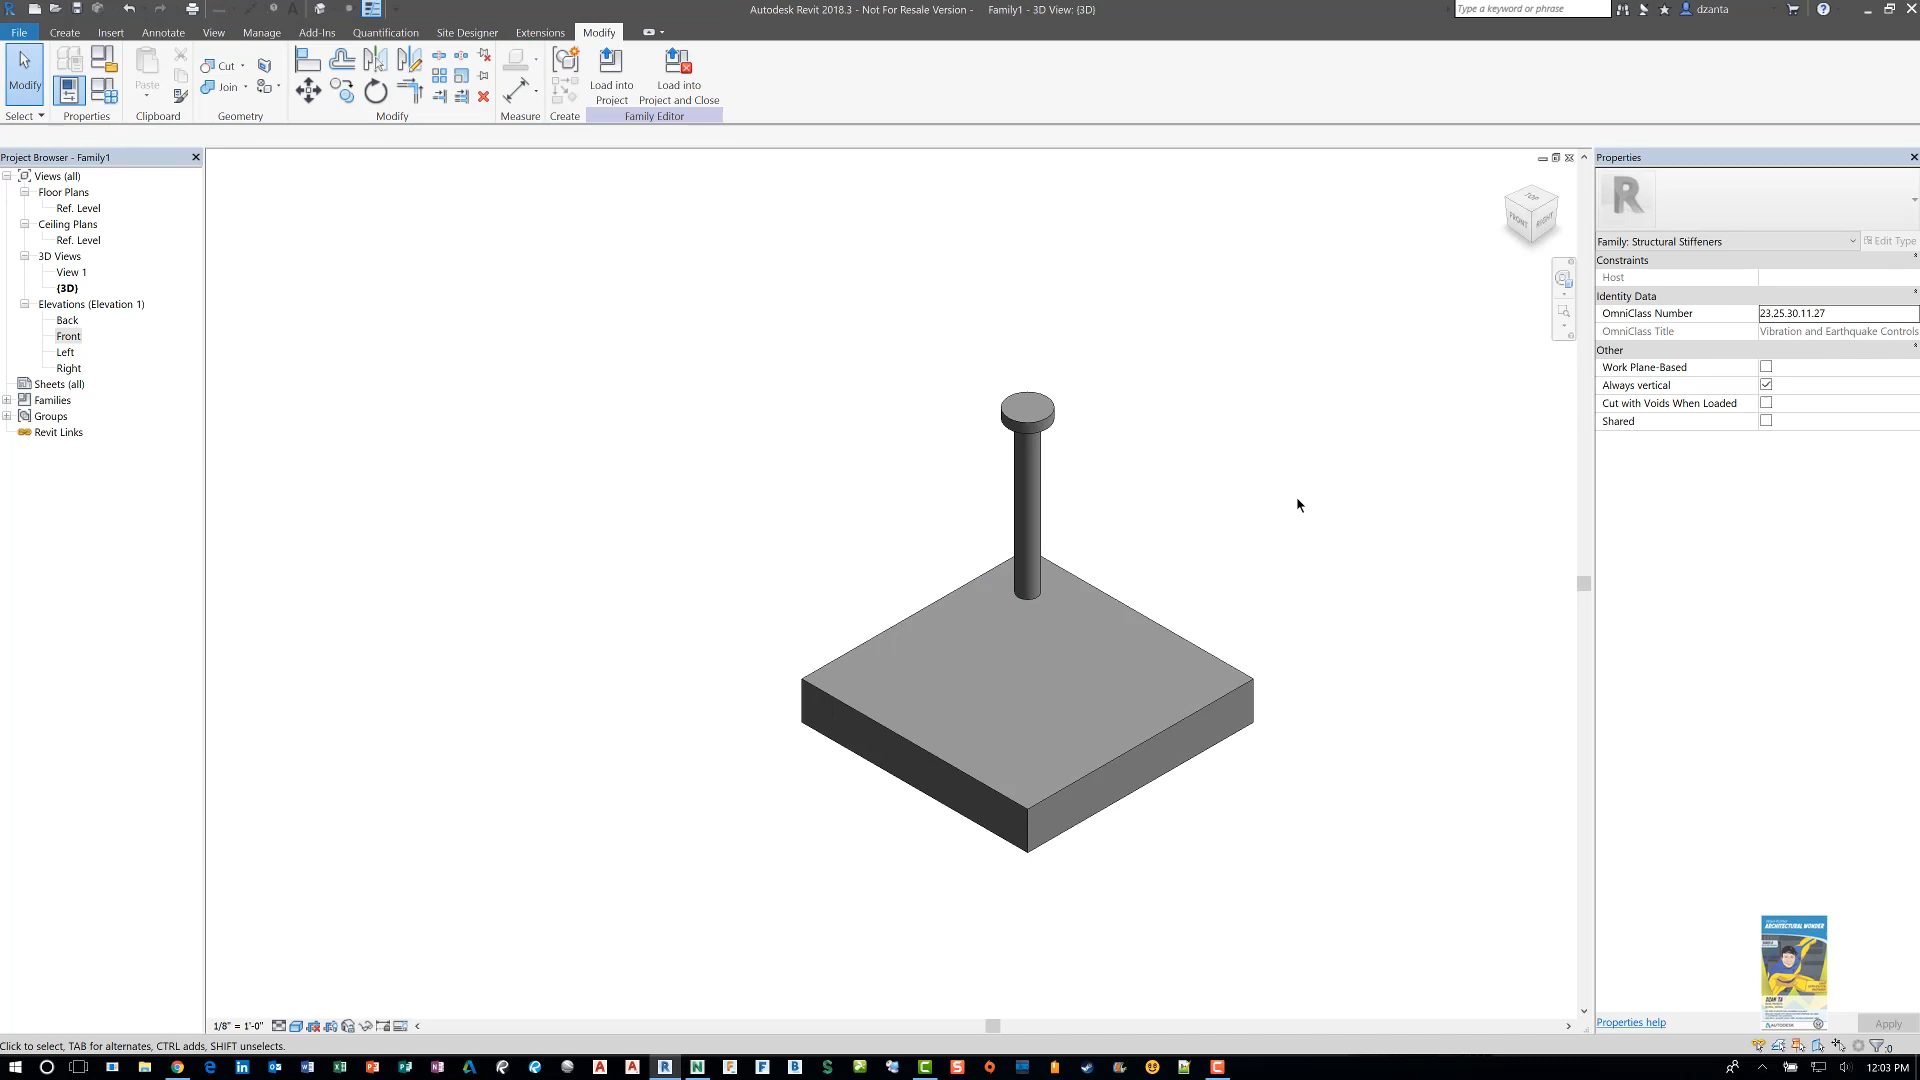 Autodesk Revit 2018.3 - Not For Resale Version - Family1 - 3D View: {3D}
Type a keyword or phrase
dzanta
File Create Insert Annotate View Manage Add-Ins Quantification Site Designer Extensions Modify
Modify
Paste
Cut
Join
Load into Project
Load into Project and Close
Select Properties Clipboard Geometry Modify Measure Create Family Editor
Project Browser - Family1
Views (all)
Floor Plans
Ref. Level
Ceiling Plans
Ref. Level
3D Views
View 1
{3D}
Elevations (Elevation 1)
Back
Front
Left
Right
Sheets (all)
Families
Groups
Revit Links
TOP
FRONT
RIGHT
Properties
R
Family: Structural Stiffeners
Edit Type
Constraints
Host
Identity Data
OmniClass Number 23.25.30.11.27
OmniClass Title Vibration and Earthquake Controls
Other
Work Plane-Based
Always vertical
Cut with Voids When Loaded
Shared
ARCHITECTURAL WONDER
AUTODESK
Properties help
Apply
1/8" = 1'-0"
Click to select, TAB for alternates, CTRL adds, SHIFT unselects.
:0
12:03 PM